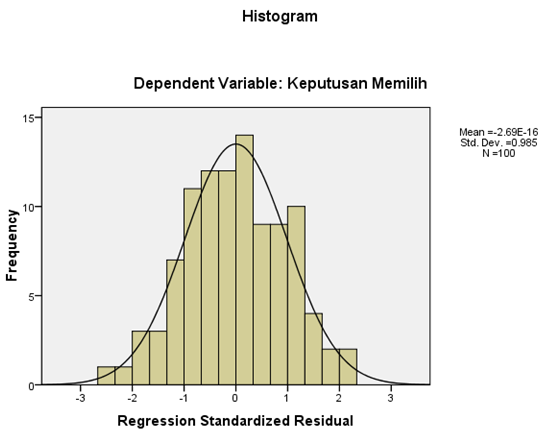 Histogram
Dependent Variable: Keputusan Memilih
Mean =-2.69E-16
Std. Dev. =0.985
N =100
15
10
5
0
Frequency
-3 -2 -1 0 1 2 3
Regression Standardized Residual